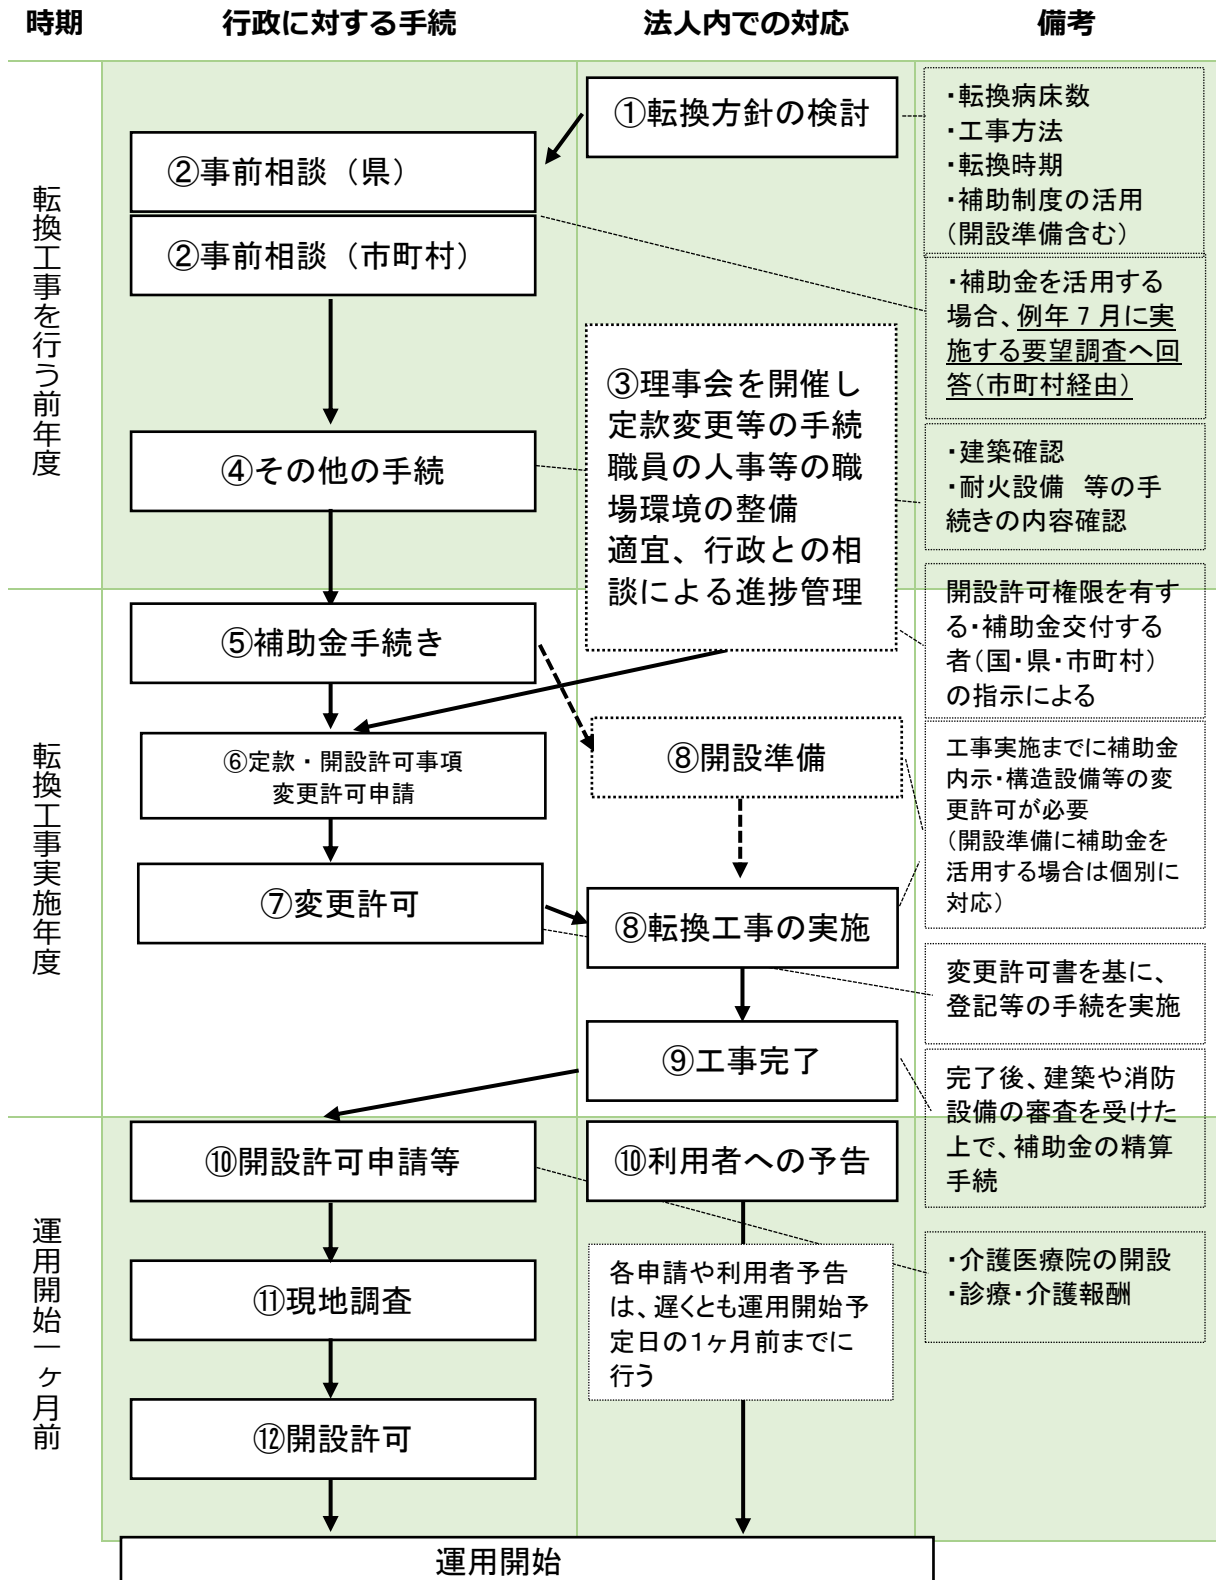 時期
行政に対する手続
法人内での対応
備考
転換工事を行う前年度
①転換方針の検討
・転換病床数
・工事方法
・転換時期
・補助制度の活用
（開設準備含む）
②事前相談（県）
②事前相談（市町村）
・補助金を活用する
場合、例年７月に実
施する要望調査へ回
答（市町村経由）
③理事会を開催し
定款変更等の手続
職員の人事等の職
場環境の整備
適宜、行政との相
談による進捗管理
④その他の手続
・建築確認
・耐火設備　等の手
続きの内容確認
転換工事実施年度
⑤補助金手続き
開設許可権限を有す
る・補助金交付する
者（国・県・市町村）
の指示による
⑥定款・開設許可事項
変更許可申請
⑧開設準備
工事実施までに補助金
内示・構造設備等の変
更許可が必要
（開設準備に補助金を
活用する場合は個別に
対応）
⑦変更許可
⑧転換工事の実施
変更許可書を基に、
登記等の手続を実施
⑨工事完了
完了後、建築や消防
設備の審査を受けた
上で、補助金の精算
手続
運用開始一ヶ月前
⑩開設許可申請等
⑩利用者への予告
・介護医療院の開設
・診療・介護報酬
各申請や利用者予告
は、遅くとも運用開始予
定日の１ヶ月前までに
行う
⑪現地調査
⑫開設許可
運用開始